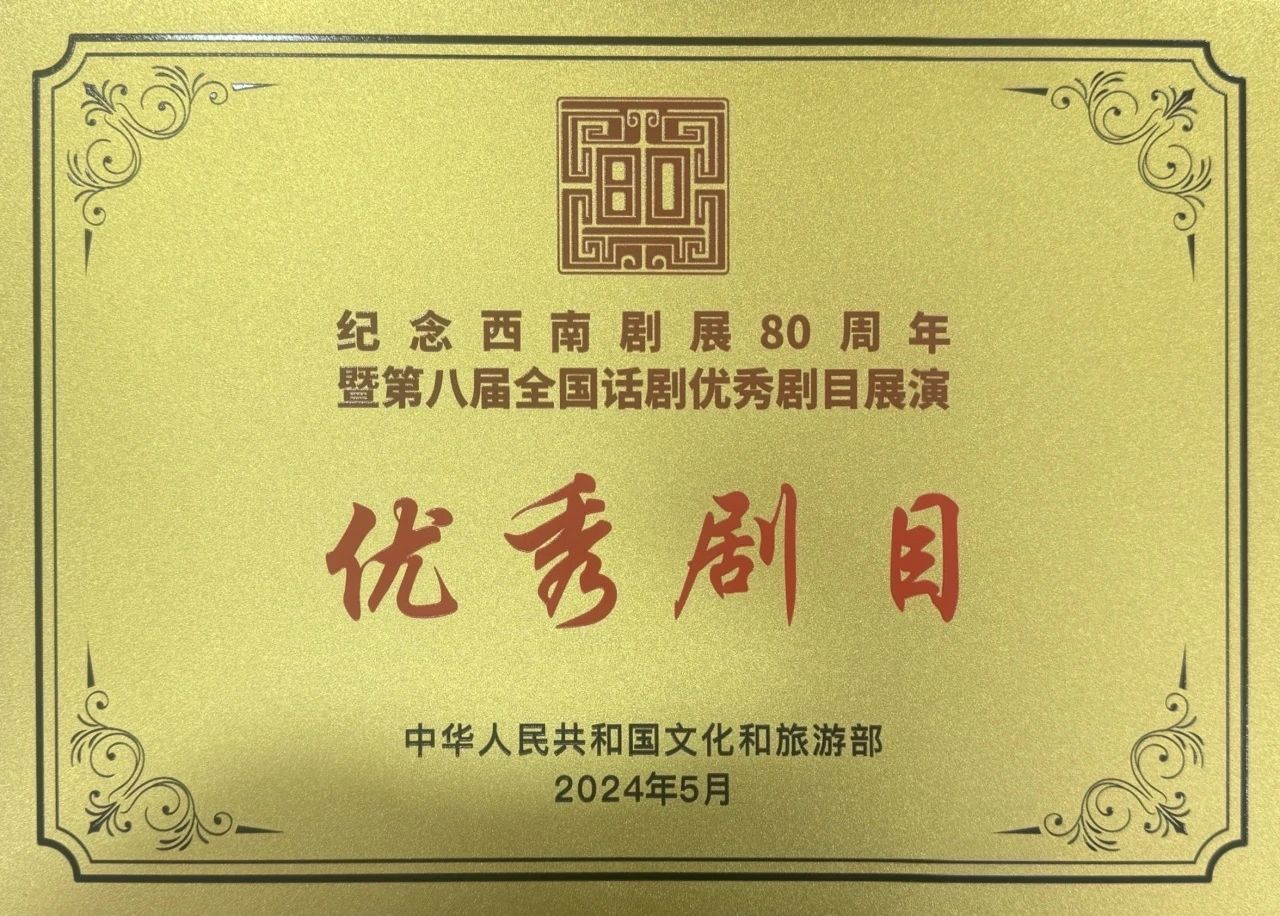 80
纪念西南剧展80周年
暨第八届全国话剧优秀剧目展演
优秀剧目
中华人民共和国文化和旅游部
2024年5月